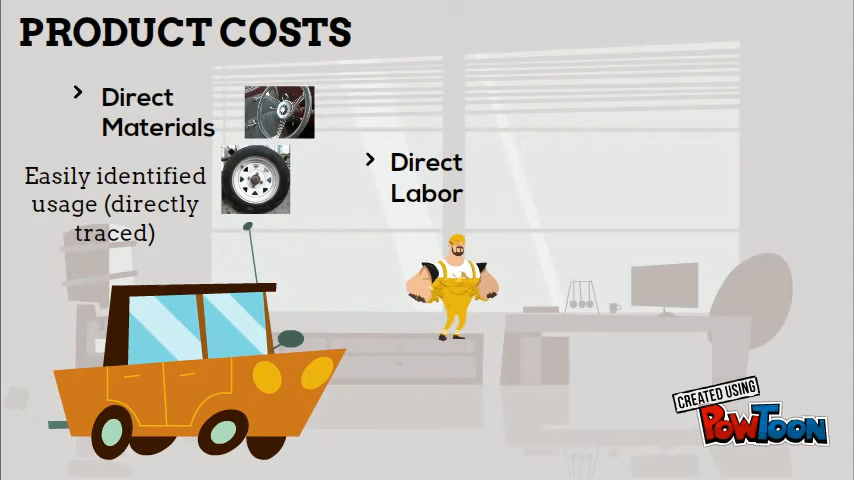 PRODUCT COSTS
Direct
Materials
Easily identified
usage (directly
traced)
Direct
Labor
CREATED USING
POWTOON